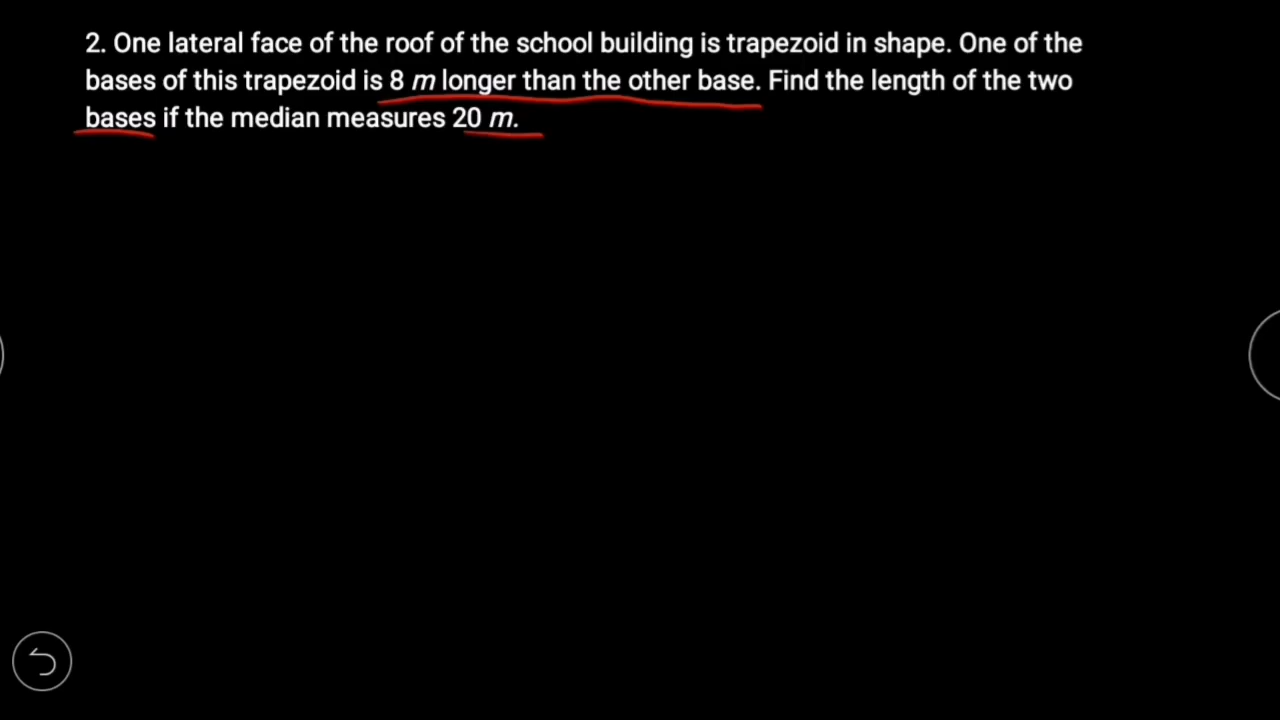 2. One lateral face of the roof of the school building is trapezoid in shape. One of the
bases of this trapezoid is 8 m longer than the other base. Find the length of the two
bases if the median measures 20 m.